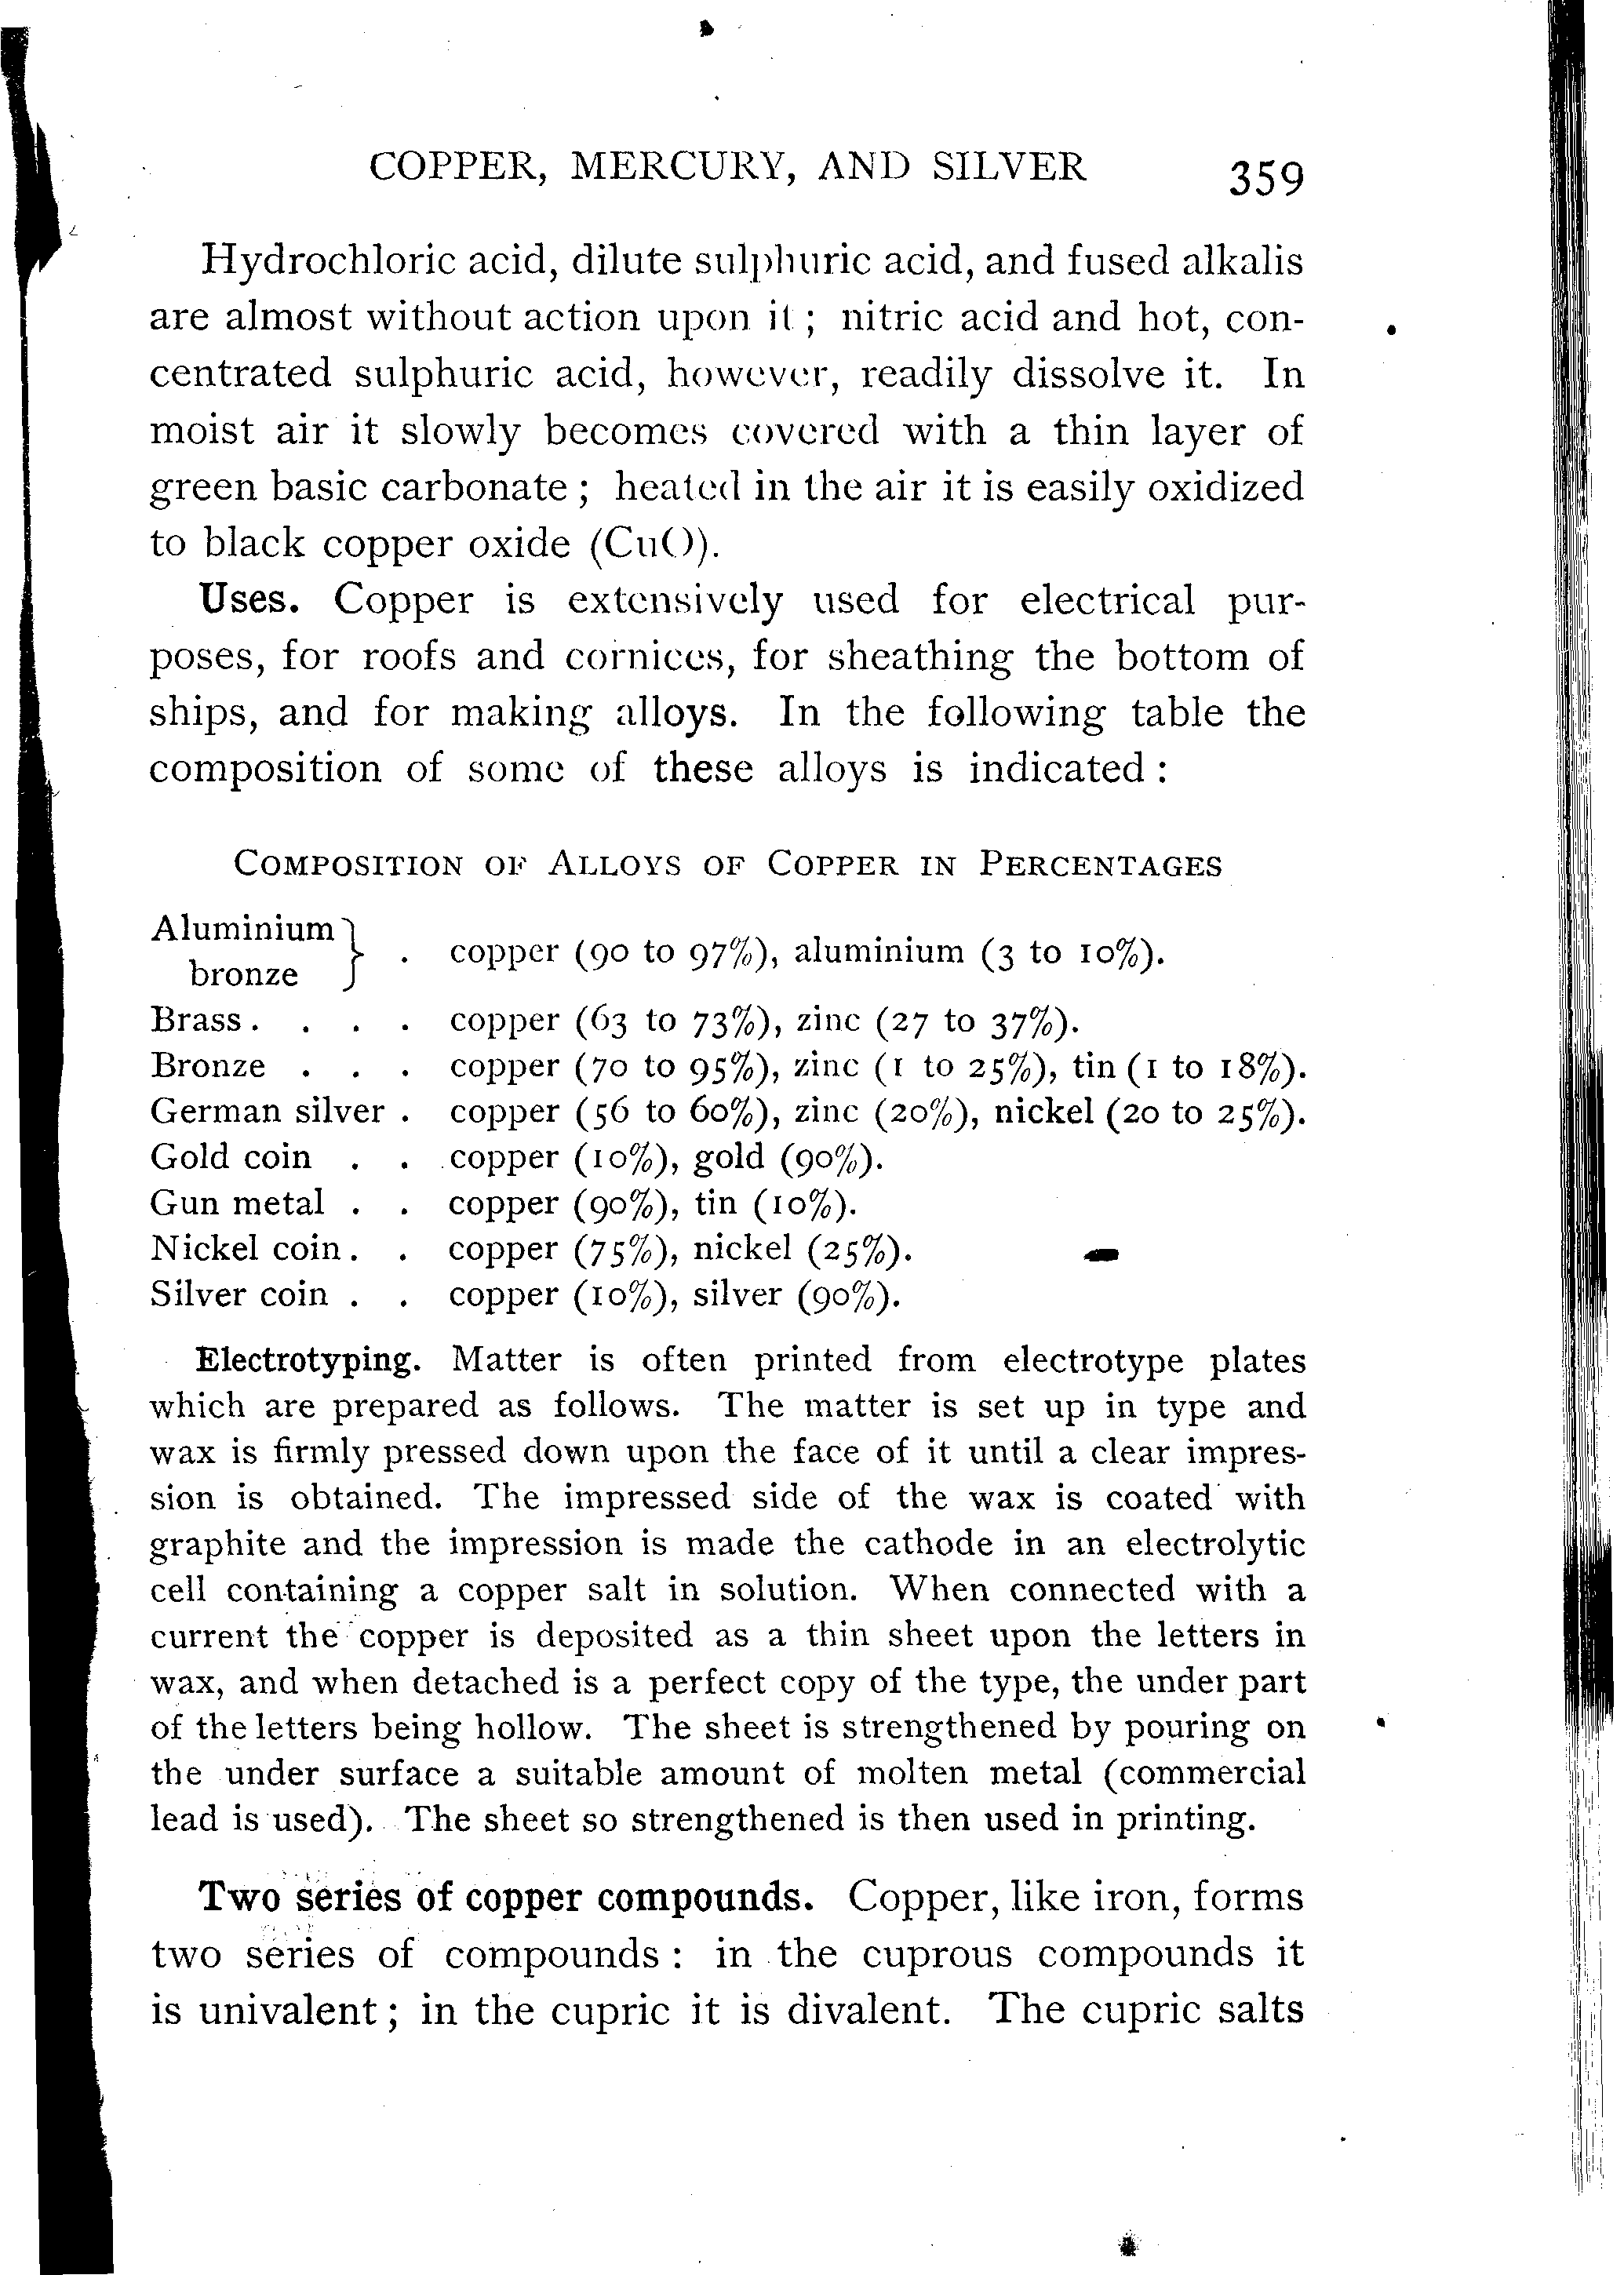 COPPER, MERCURY, AND SILVER 359
Hydrochloric acid, dilute sulphuric acid, and fused alkalis
are almost without action upon it; nitric acid and hot, con-
centrated sulphuric acid, however, readily dissolve it. In
moist air it slowly becomes covered with a thin layer of
green basic carbonate; heated in the air it is easily oxidized
to black copper oxide (CuO).
Uses. Copper is extensively used for electrical pur-
poses, for roofs and cornices, for sheathing the bottom of
ships, and for making alloys. In the following table the
composition of some of these alloys is indicated:
COMPOSITION OF ALLOYS OF COPPER IN PERCENTAGES
Aluminium
bronze } . copper (90 to 97%), aluminium (3 to 10%).
Brass . . . . copper (63 to 73%), zinc (27 to 37%).
Bronze . . . copper (70 to 95%), zinc (1 to 25%), tin (1 to 18%).
German silver . copper (56 to 60%), zinc (20%), nickel (20 to 25%).
Gold coin . . copper (10%), gold (90%).
Gun metal . . copper (90%), tin (10%).
Nickel coin . . copper (75%), nickel (25%).
Silver coin . . copper (10%), silver (90%).
Electrotyping. Matter is often printed from electrotype plates
which are prepared as follows. The matter is set up in type and
wax is firmly pressed down upon the face of it until a clear impres-
sion is obtained. The impressed side of the wax is coated with
graphite and the impression is made the cathode in an electrolytic
cell containing a copper salt in solution. When connected with a
current the copper is deposited as a thin sheet upon the letters in
wax, and when detached is a perfect copy of the type, the under part
of the letters being hollow. The sheet is strengthened by pouring on
the under surface a suitable amount of molten metal (commercial
lead is used). The sheet so strengthened is then used in printing.
Two series of copper compounds. Copper, like iron, forms
two series of compounds: in the cuprous compounds it
is univalent; in the cupric it is divalent. The cupric salts